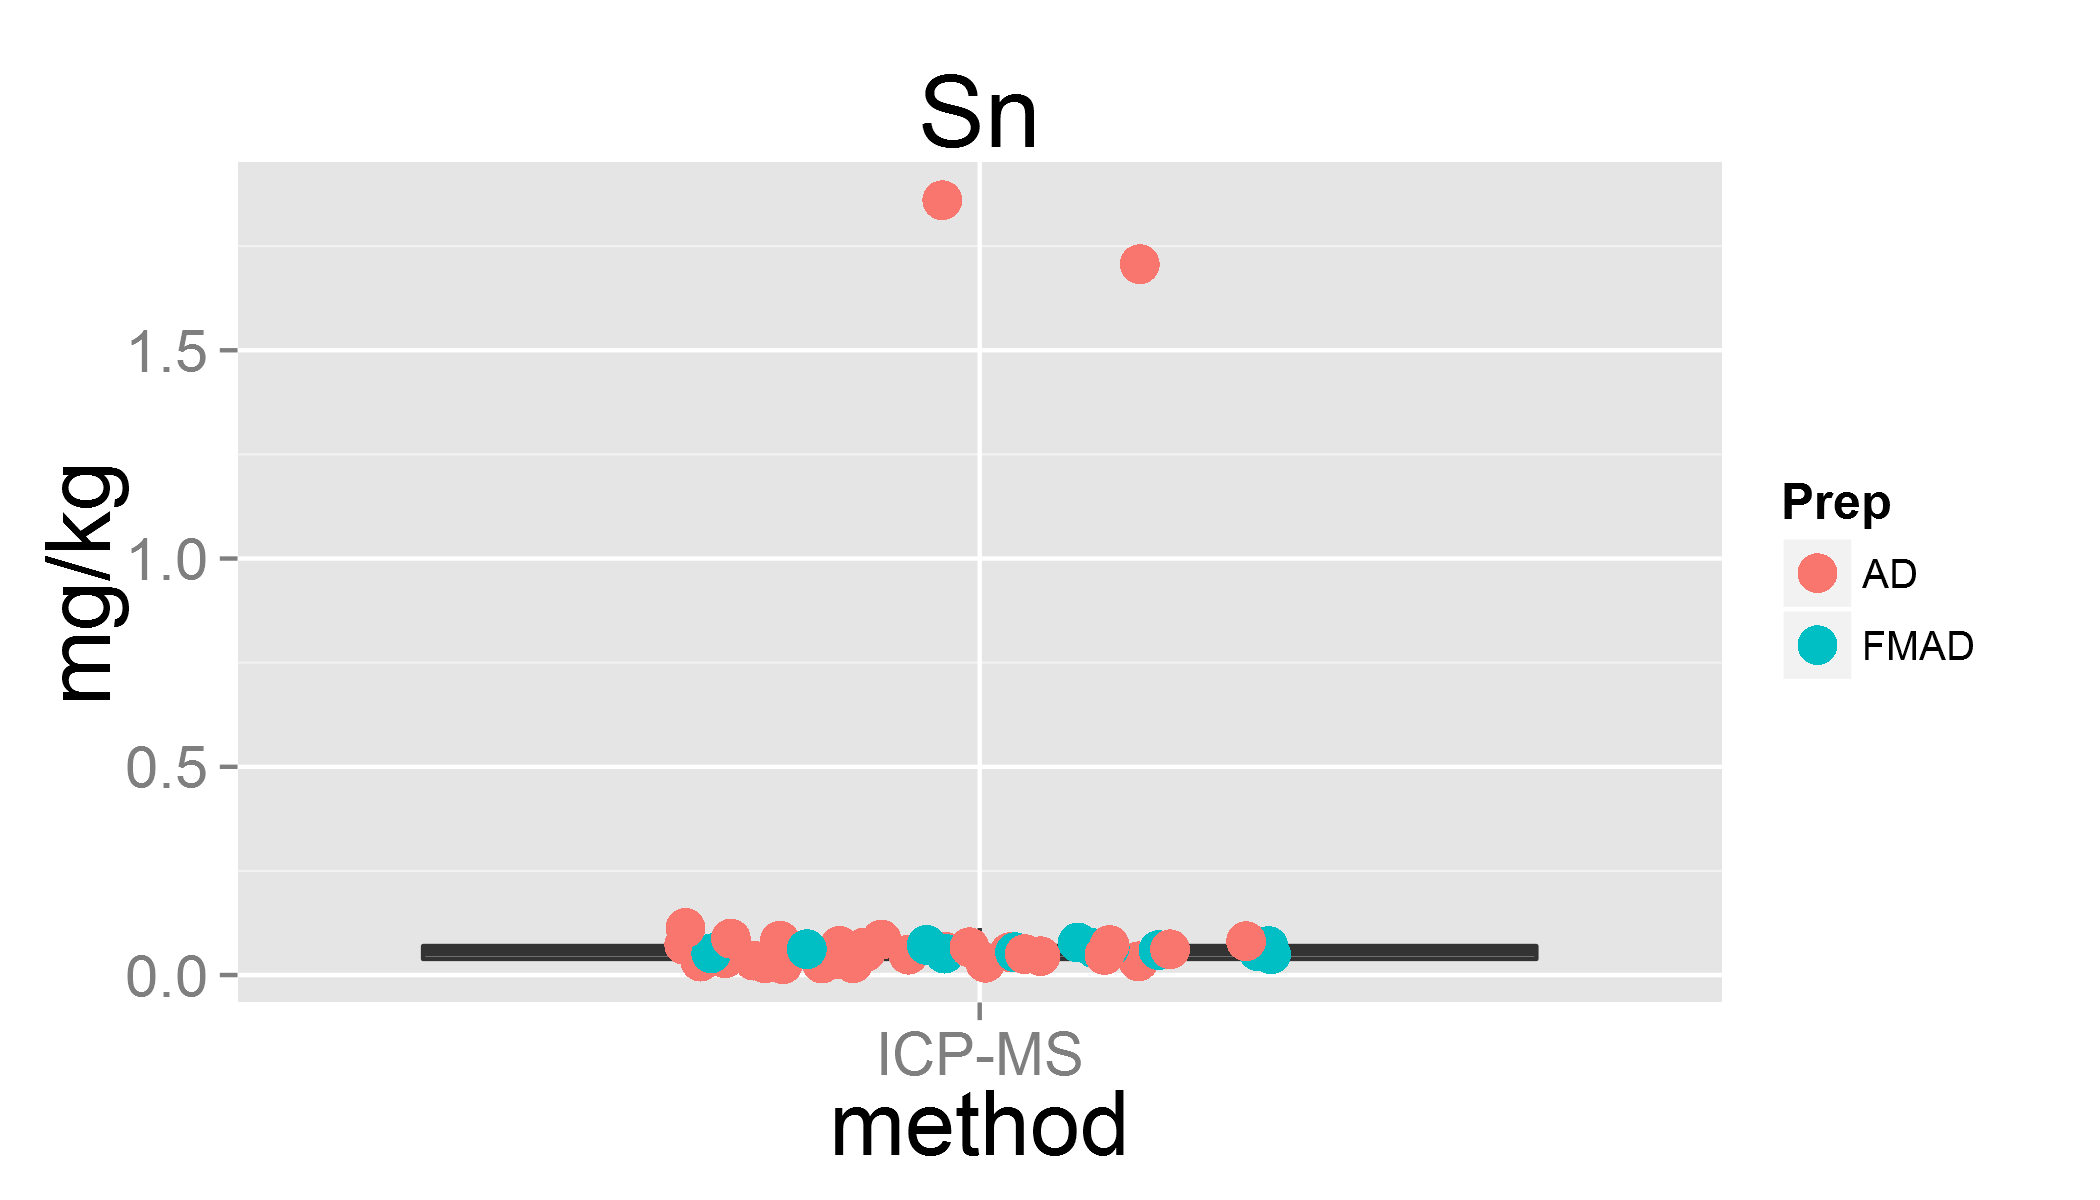 Sn
mg/kg
1.5
1.0
0.5
0.0
ICP-MS
method
Prep
AD
FMAD